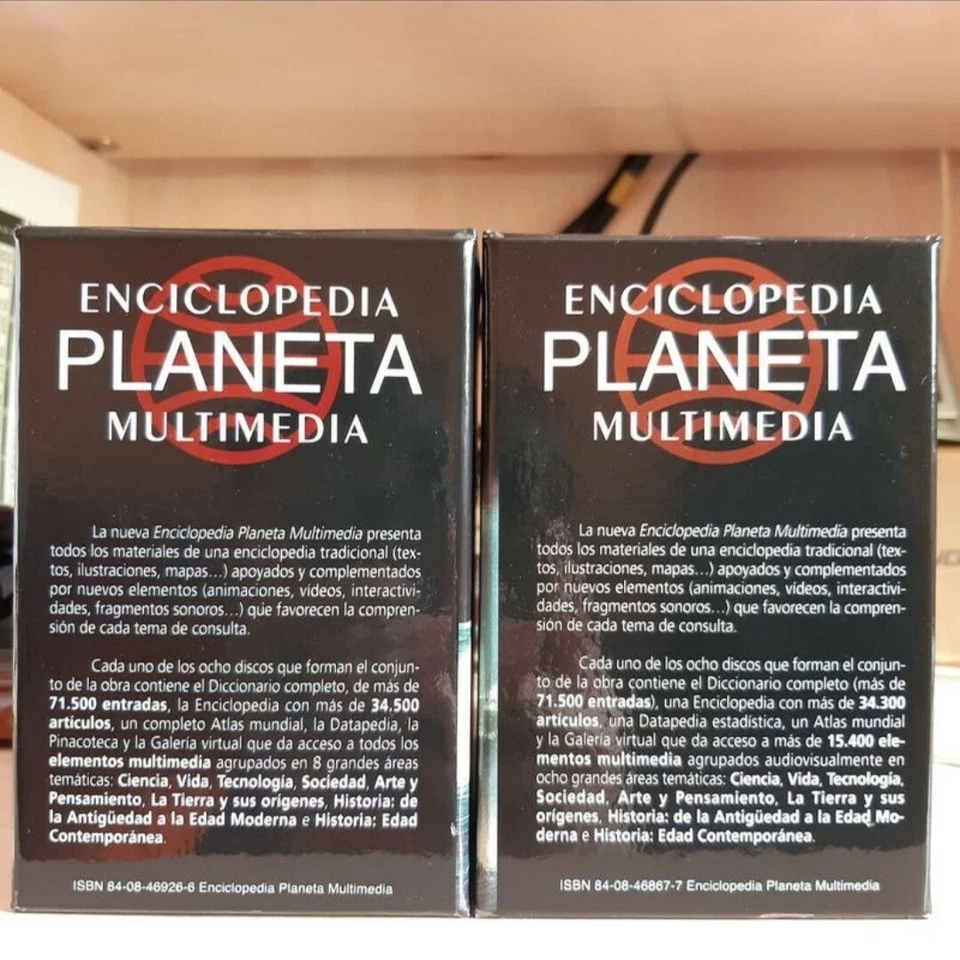 ENCICLOPEDIA
PLANETA
MULTIMEDIA
La nueva Enciclopedia Planeta Multimedia presenta
todos los materiales de una enciclopedia tradicional (tex-
tos, ilustraciones, mapas...) apoyados y complementados
por nuevos elementos (animaciones, vídeos, interactivi-
dades, fragmentos sonoros...) que favorecen la compren-
sión de cada tema de consulta.
Cada uno de los ocho discos que forman el conjun-
to de la obra contiene el Diccionario completo, de más de
71.500 entradas, la Enciclopedia con más de 34.500
artículos, un completo Atlas mundial, la Datapedia, la
Pinacoteca y la Galería virtual que da acceso a todos los
elementos multimedia agrupados en 8 grandes áreas
temáticas: Ciencia, Vida, Tecnología, Sociedad, Arte y
Pensamiento, La Tierra y sus orígenes, Historia: de
la Antigüedad a la Edad Moderna e Historia: Edad
Contemporánea.
ISBN 84-08-46926-6 Enciclopedia Planeta Multimedia
ENCICLOPEDIA
PLANETA
MULTIMEDIA
La nueva Enciclopedia Planeta Multimedia presenta
todos los materiales de una enciclopedia tradicional (tex-
tos, ilustraciones, mapas...) apoyados y complementados
por nuevos elementos (animaciones, vídeos, interactivi-
dades, fragmentos sonoros...) que favorecen la compren-
sión de cada tema de consulta.
Cada uno de los ocho discos que forman el conjun-
to de la obra contiene el Diccionario completo (más de
71.500 entradas), una Enciclopedia con más de 34.300
artículos, una Datapedia estadística, un Atlas mundial
y la Galería virtual que da acceso a más de 15.400 ele-
mentos multimedia agrupados audiovisualmente en
ocho grandes áreas temáticas: Ciencia, Vida, Tecnología,
Sociedad, Arte y Pensamiento, La Tierra y sus
orígenes, Historia: de la Antigüedad a la Edad Mo-
derna e Historia: Edad Contemporánea.
ISBN 84-08-46867-7 Enciclopedia Planeta Multimedia